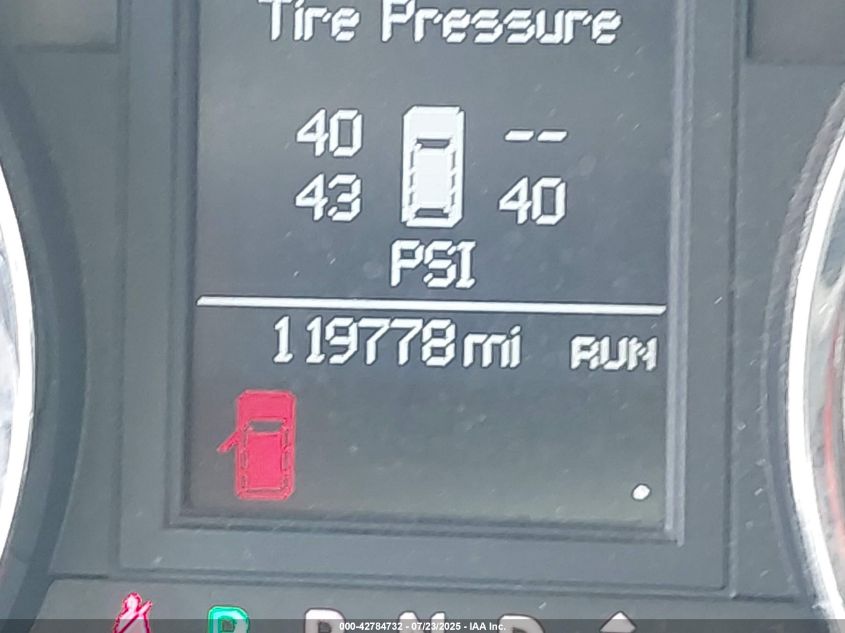 Tire Pressure
40 --
43 40
PSI
119778 mi RUN
P R N D
000-42784732 - 07/23/2025 - IAA Inc.